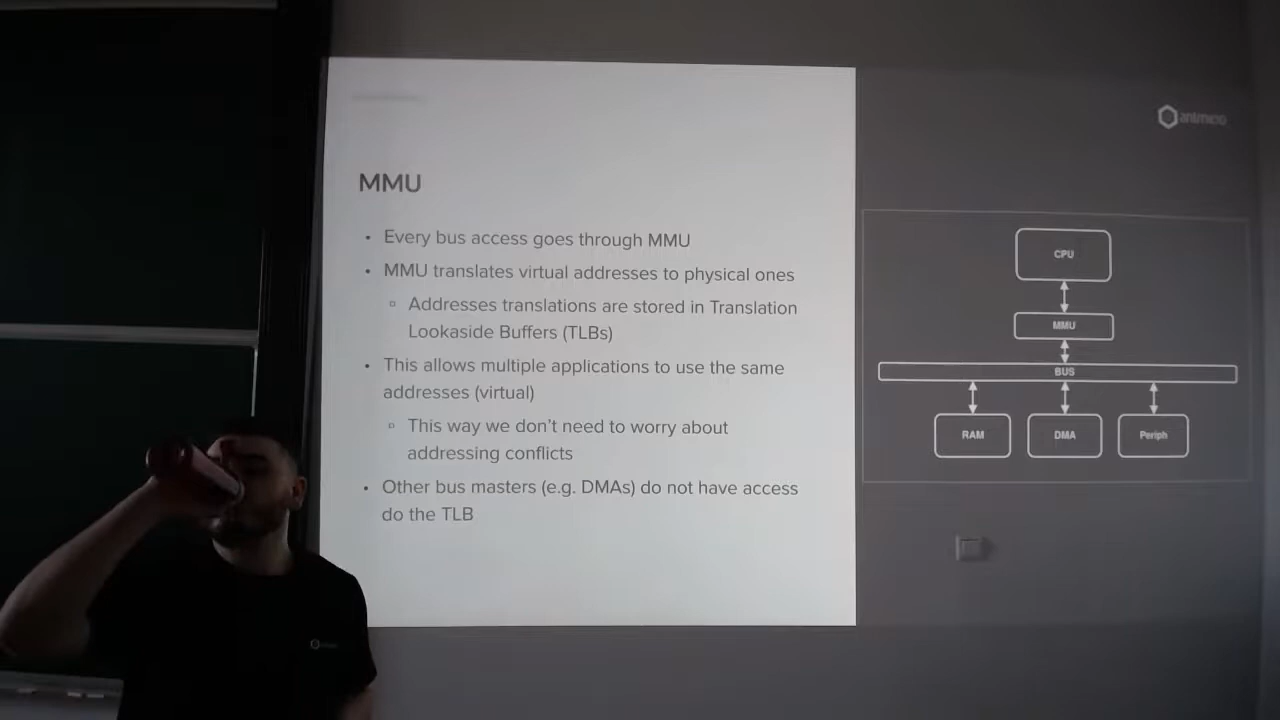 MMU
• Every bus access goes through MMU
• MMU translates virtual addresses to physical ones
▫ Addresses translations are stored in Translation
Lookaside Buffers (TLBs)
• This allows multiple applications to use the same
addresses (virtual)
▫ This way we don't need to worry about
addressing conflicts
• Other bus masters (e.g. DMAs) do not have access
do the TLB
antmicro
CPU
MMU
BUS
RAM
DMA
Periph